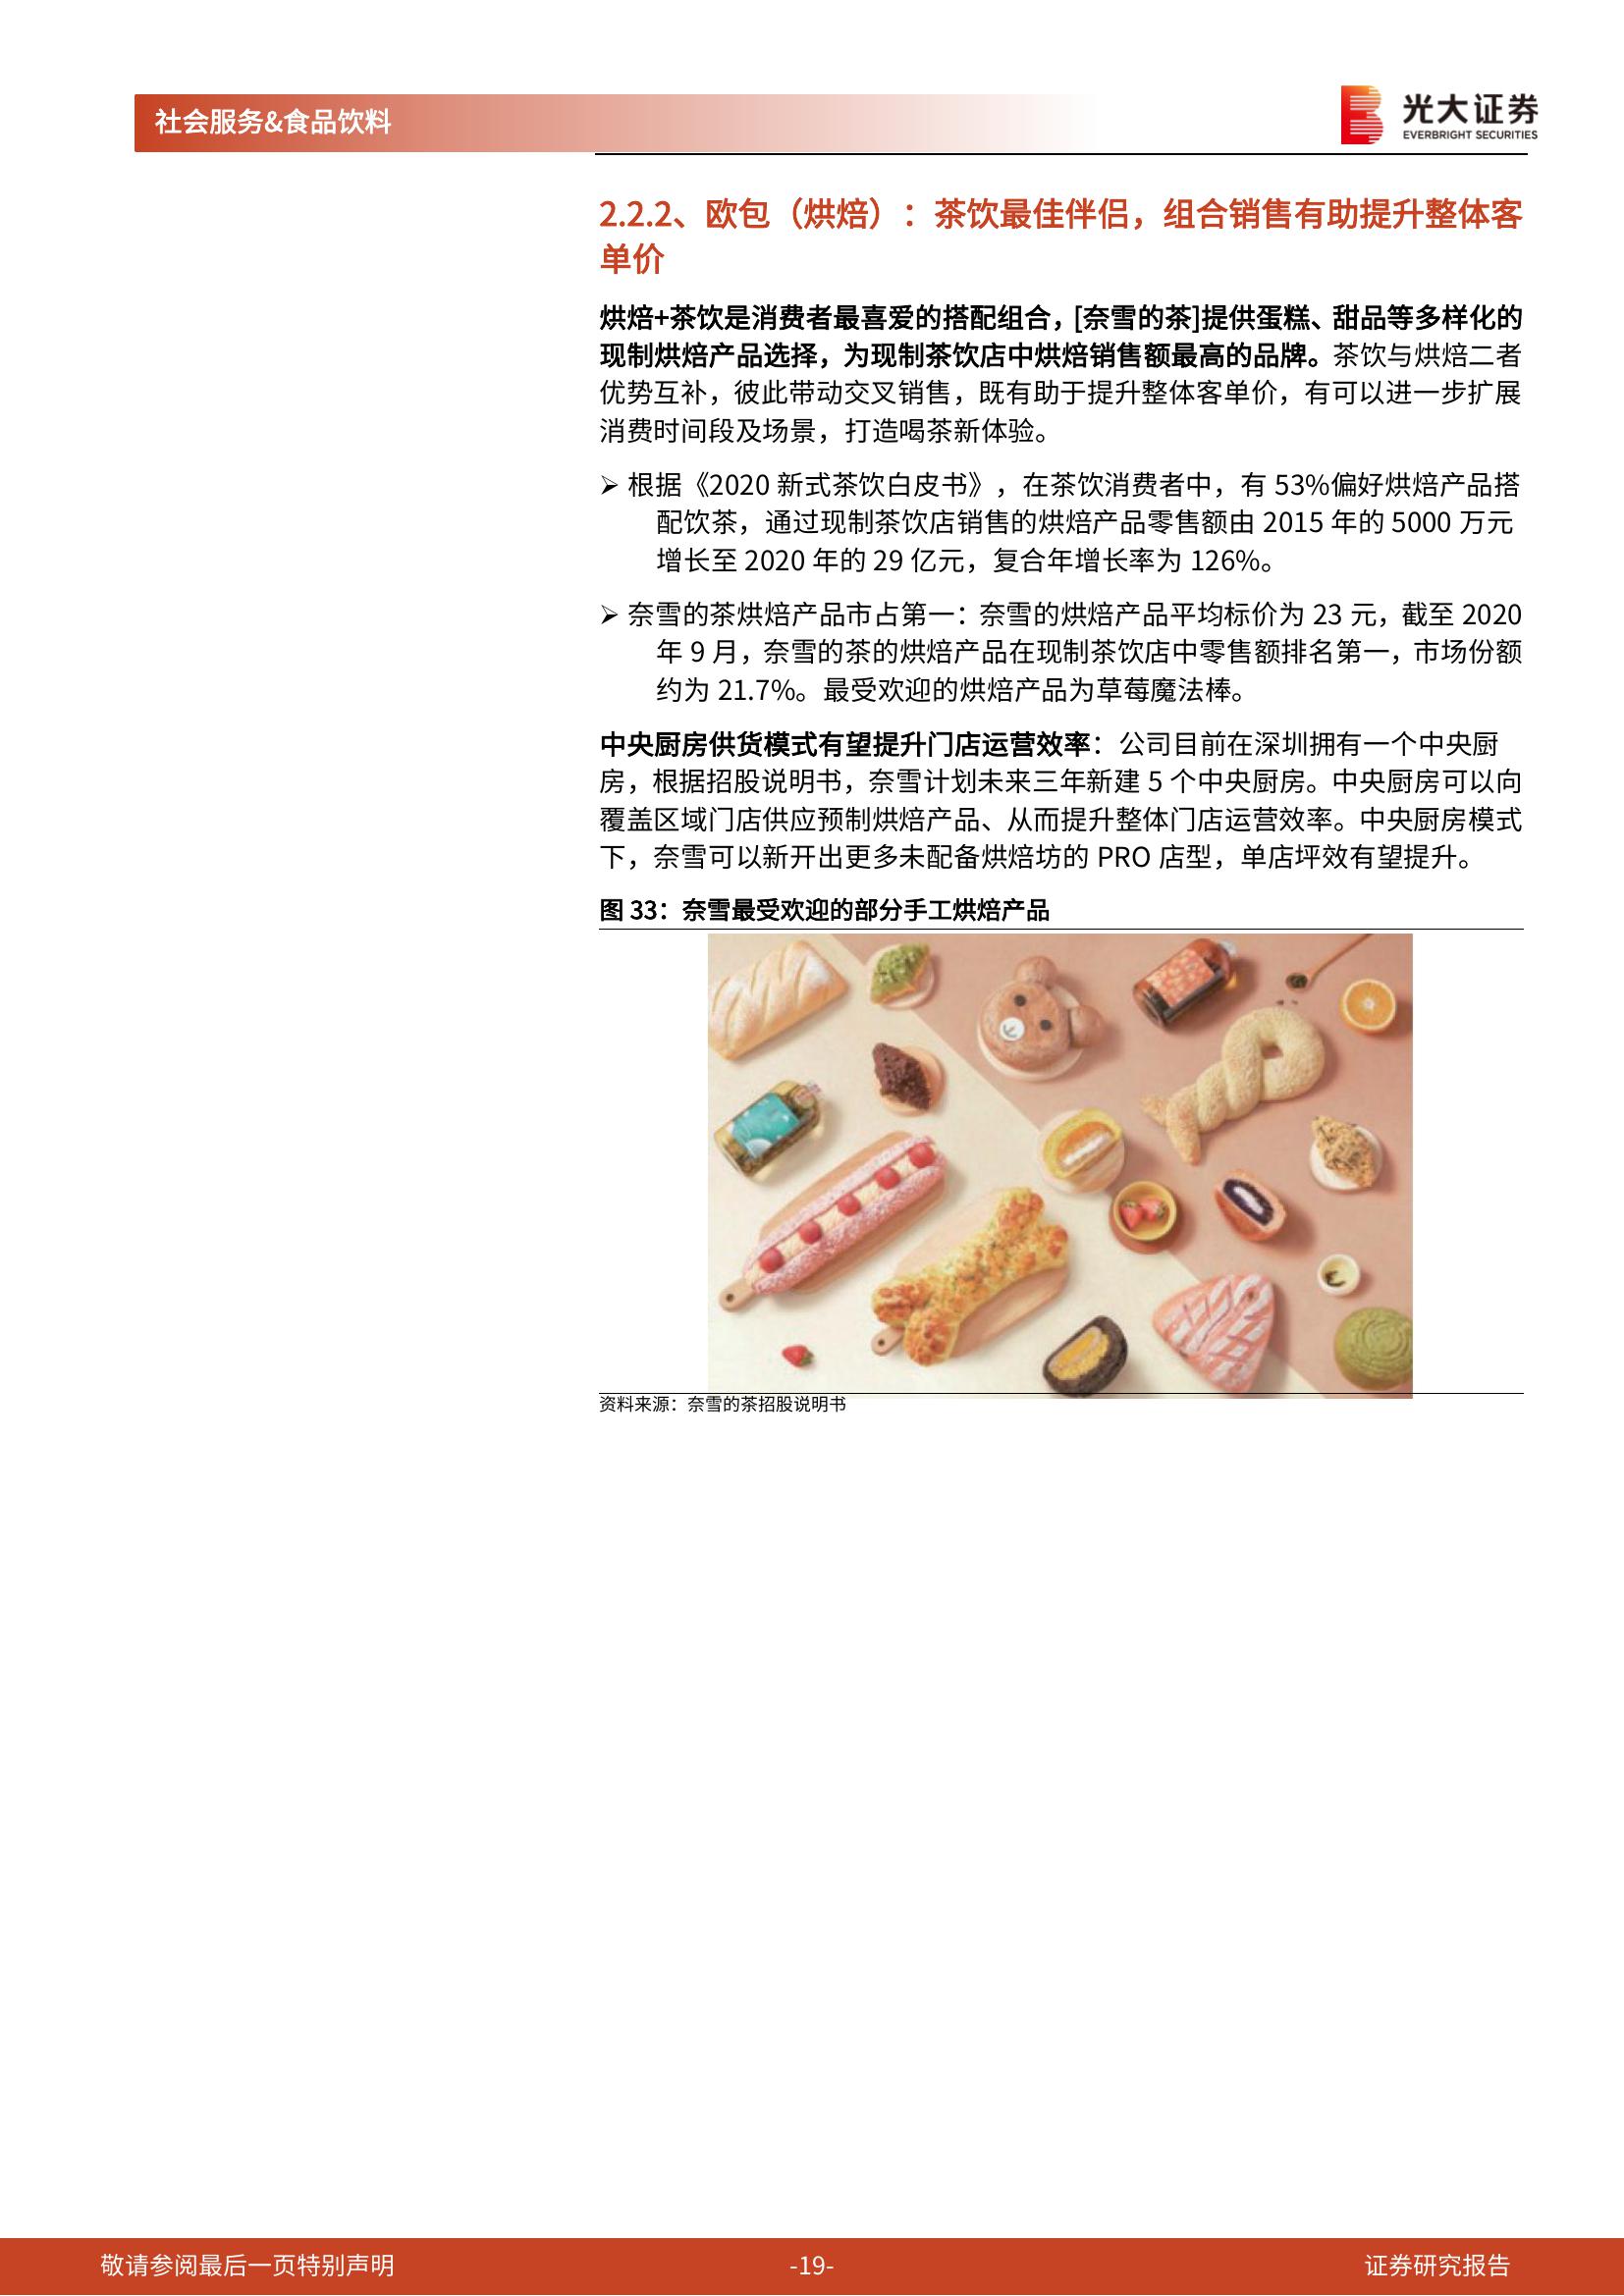 社会服务&食品饮料
光大证券
EVERBRIGHT SECURITIES
2.2.2、欧包（烘焙）：茶饮最佳伴侣，组合销售有助提升整体客
单价
烘焙+茶饮是消费者最喜爱的搭配组合，[奈雪的茶]提供蛋糕、甜品等多样化的
现制烘焙产品选择，为现制茶饮店中烘焙销售额最高的品牌。茶饮与烘焙二者
优势互补，彼此带动交叉销售，既有助于提升整体客单价，有可以进一步扩展
消费时间段及场景，打造喝茶新体验。
➢ 根据《2020 新式茶饮白皮书》，在茶饮消费者中，有 53%偏好烘焙产品搭
配饮茶，通过现制茶饮店销售的烘焙产品零售额由 2015 年的 5000 万元
增长至 2020 年的 29 亿元，复合年增长率为 126%。
➢ 奈雪的茶烘焙产品市占第一：奈雪的烘焙产品平均标价为 23 元，截至 2020
年 9 月，奈雪的茶的烘焙产品在现制茶饮店中零售额排名第一，市场份额
约为 21.7%。最受欢迎的烘焙产品为草莓魔法棒。
中央厨房供货模式有望提升门店运营效率：公司目前在深圳拥有一个中央厨
房，根据招股说明书，奈雪计划未来三年新建 5 个中央厨房。中央厨房可以向
覆盖区域门店供应预制烘焙产品、从而提升整体门店运营效率。中央厨房模式
下，奈雪可以新开出更多未配备烘焙坊的 PRO 店型，单店坪效有望提升。
图 33：奈雪最受欢迎的部分手工烘焙产品
资料来源：奈雪的茶招股说明书
敬请参阅最后一页特别声明
-19-
证券研究报告